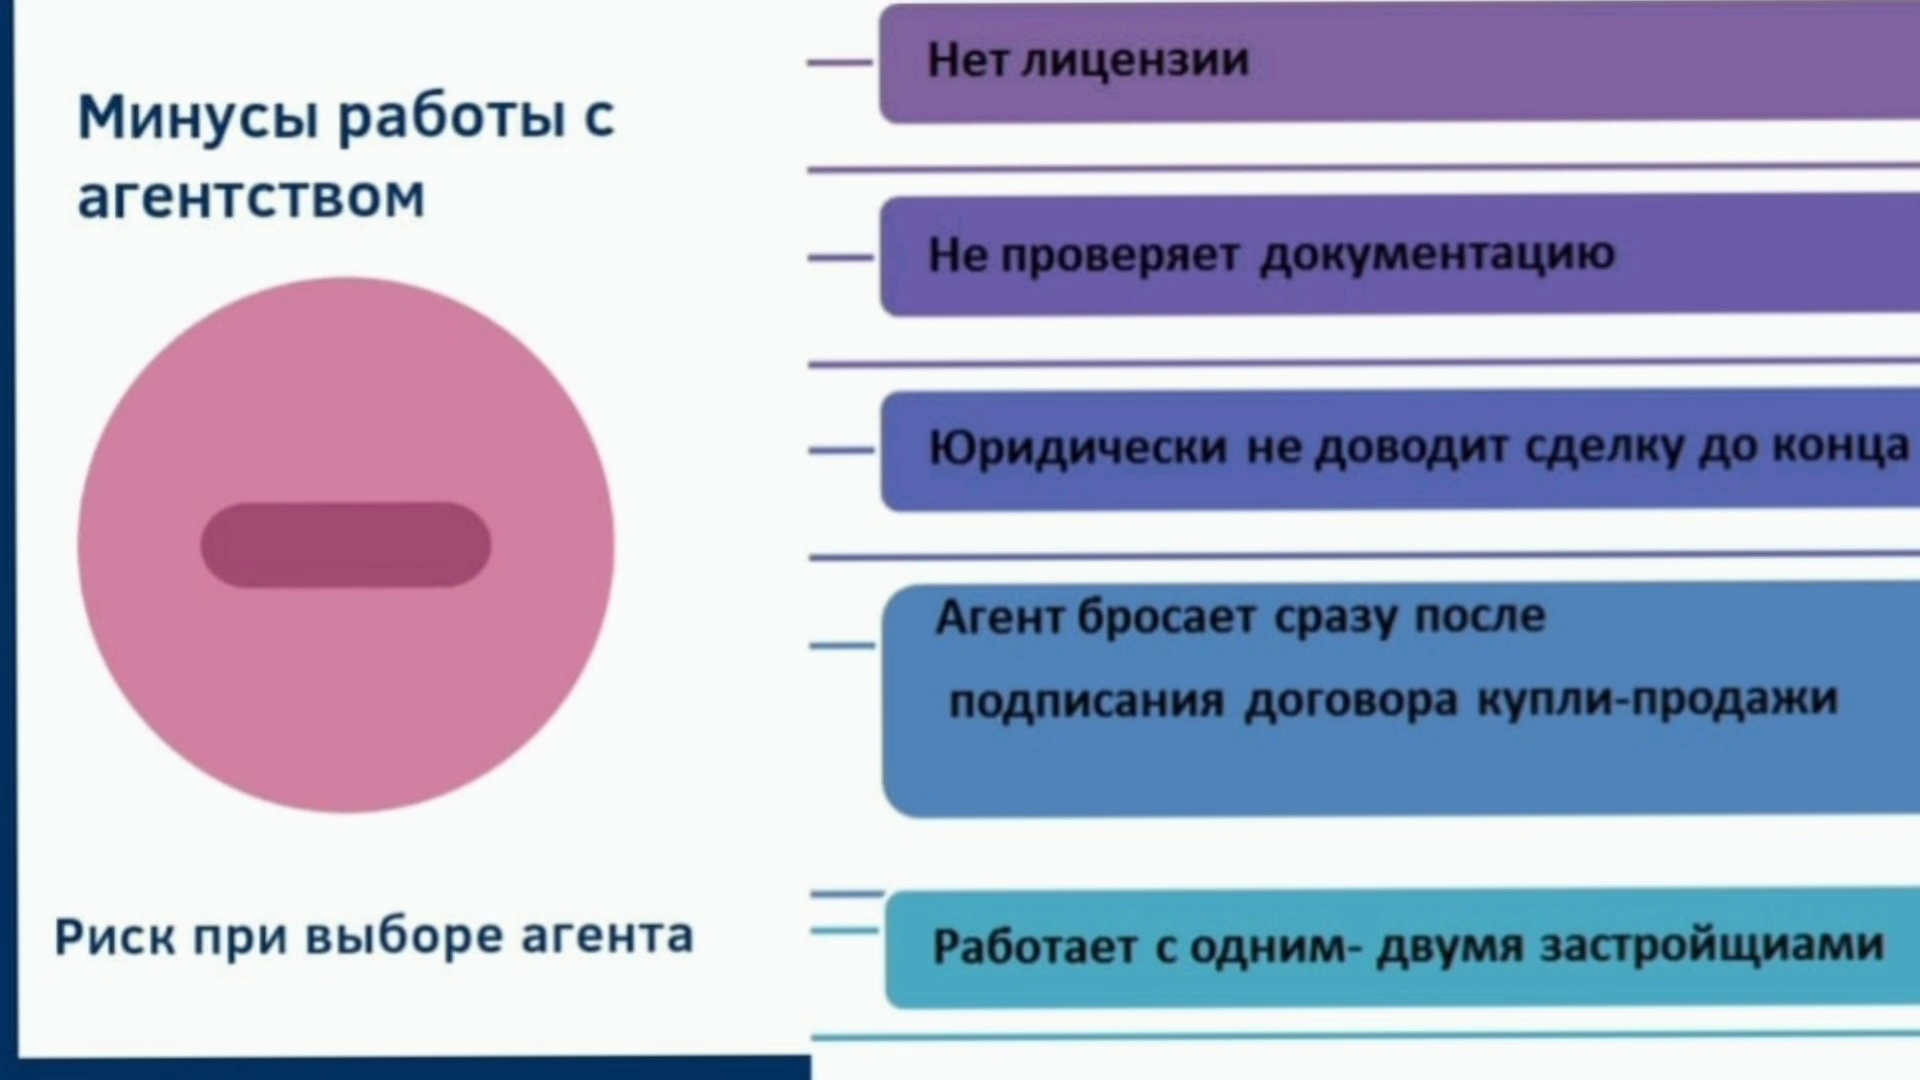 Минусы работы с
агентством
Риск при выборе агента
Нет лицензии
Не проверяет документацию
Юридически не доводит сделку до конца
Агент бросает сразу после
подписания договора купли-продажи
Работает с одним- двумя застройщиами